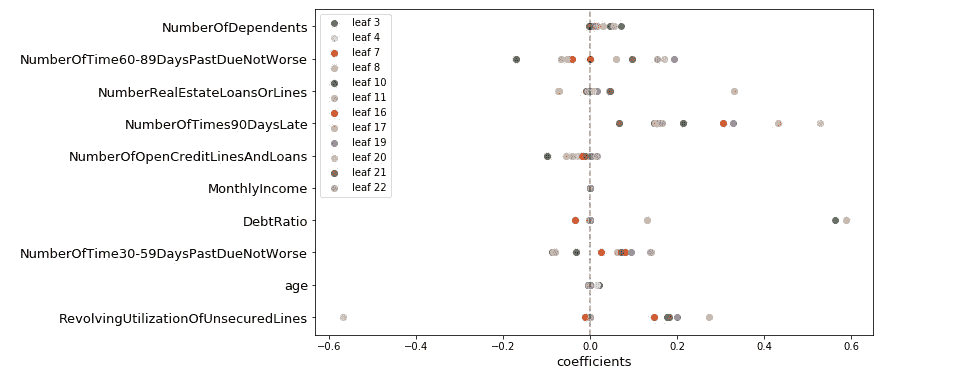 NumberOfDependents
NumberOfTime60-89DaysPastDueNotWorse
NumberRealEstateLoansOrLines
NumberOfTimes90DaysLate
NumberOfOpenCreditLinesAndLoans
MonthlyIncome
DebtRatio
NumberOfTime30-59DaysPastDueNotWorse
age
RevolvingUtilizationOfUnsecuredLines
leaf 3
leaf 4
leaf 7
leaf 8
leaf 10
leaf 11
leaf 16
leaf 17
leaf 19
leaf 20
leaf 21
leaf 22
−0.6 −0.4 −0.2 0.0 0.2 0.4 0.6
coefficients